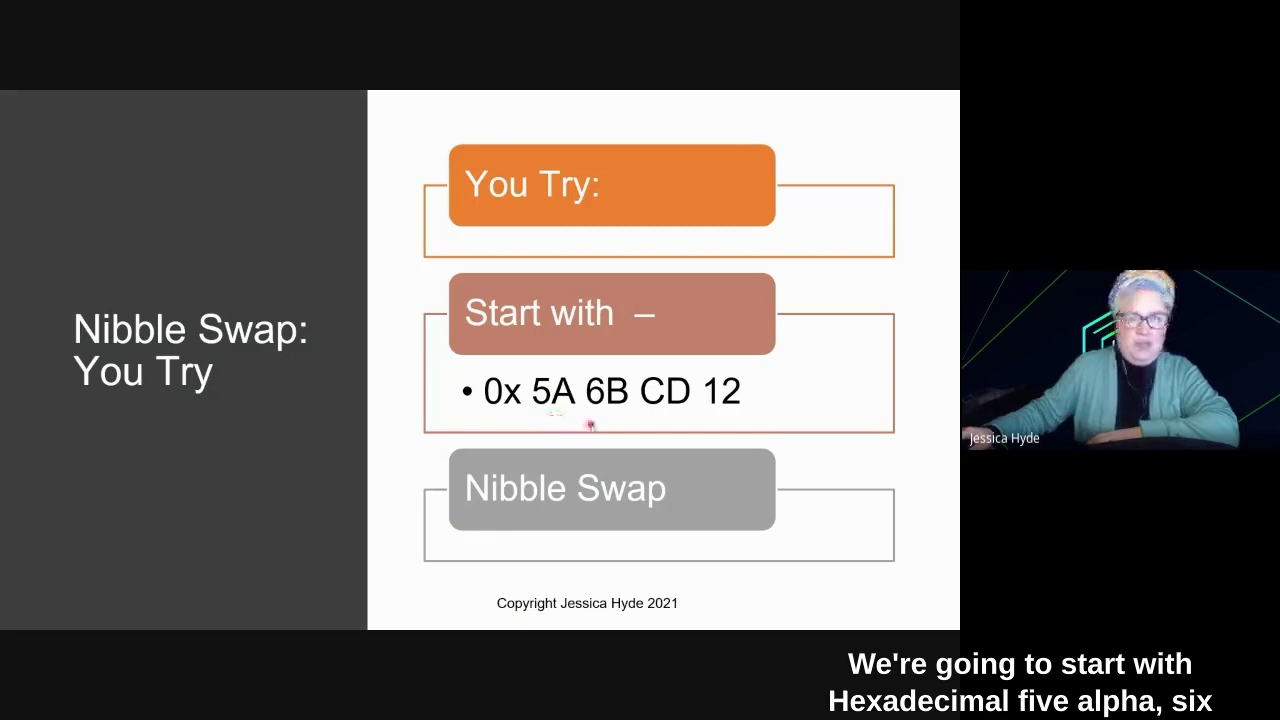 Nibble Swap:
You Try
You Try:
Start with –
• 0x 5A 6B CD 12
Nibble Swap
Copyright Jessica Hyde 2021
Jessica Hyde
We're going to start with
Hexadecimal five alpha, six